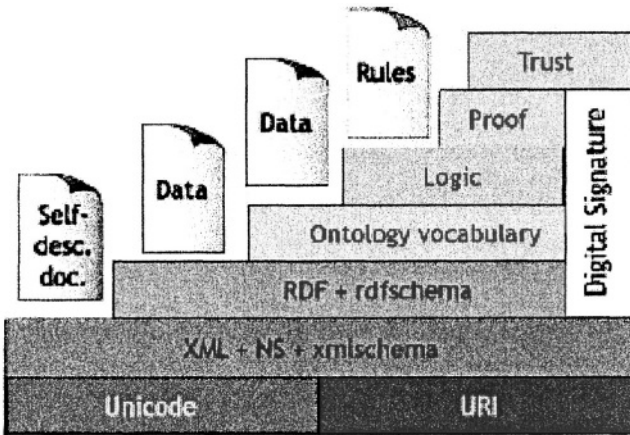 Rules
Trust
Data
Proof
Data
Logic
Self-
desc.
doc.
Ontology vocabulary
Digital Signature
RDF + rdfschema
XML + NS + xmlschema
Unicode
URI